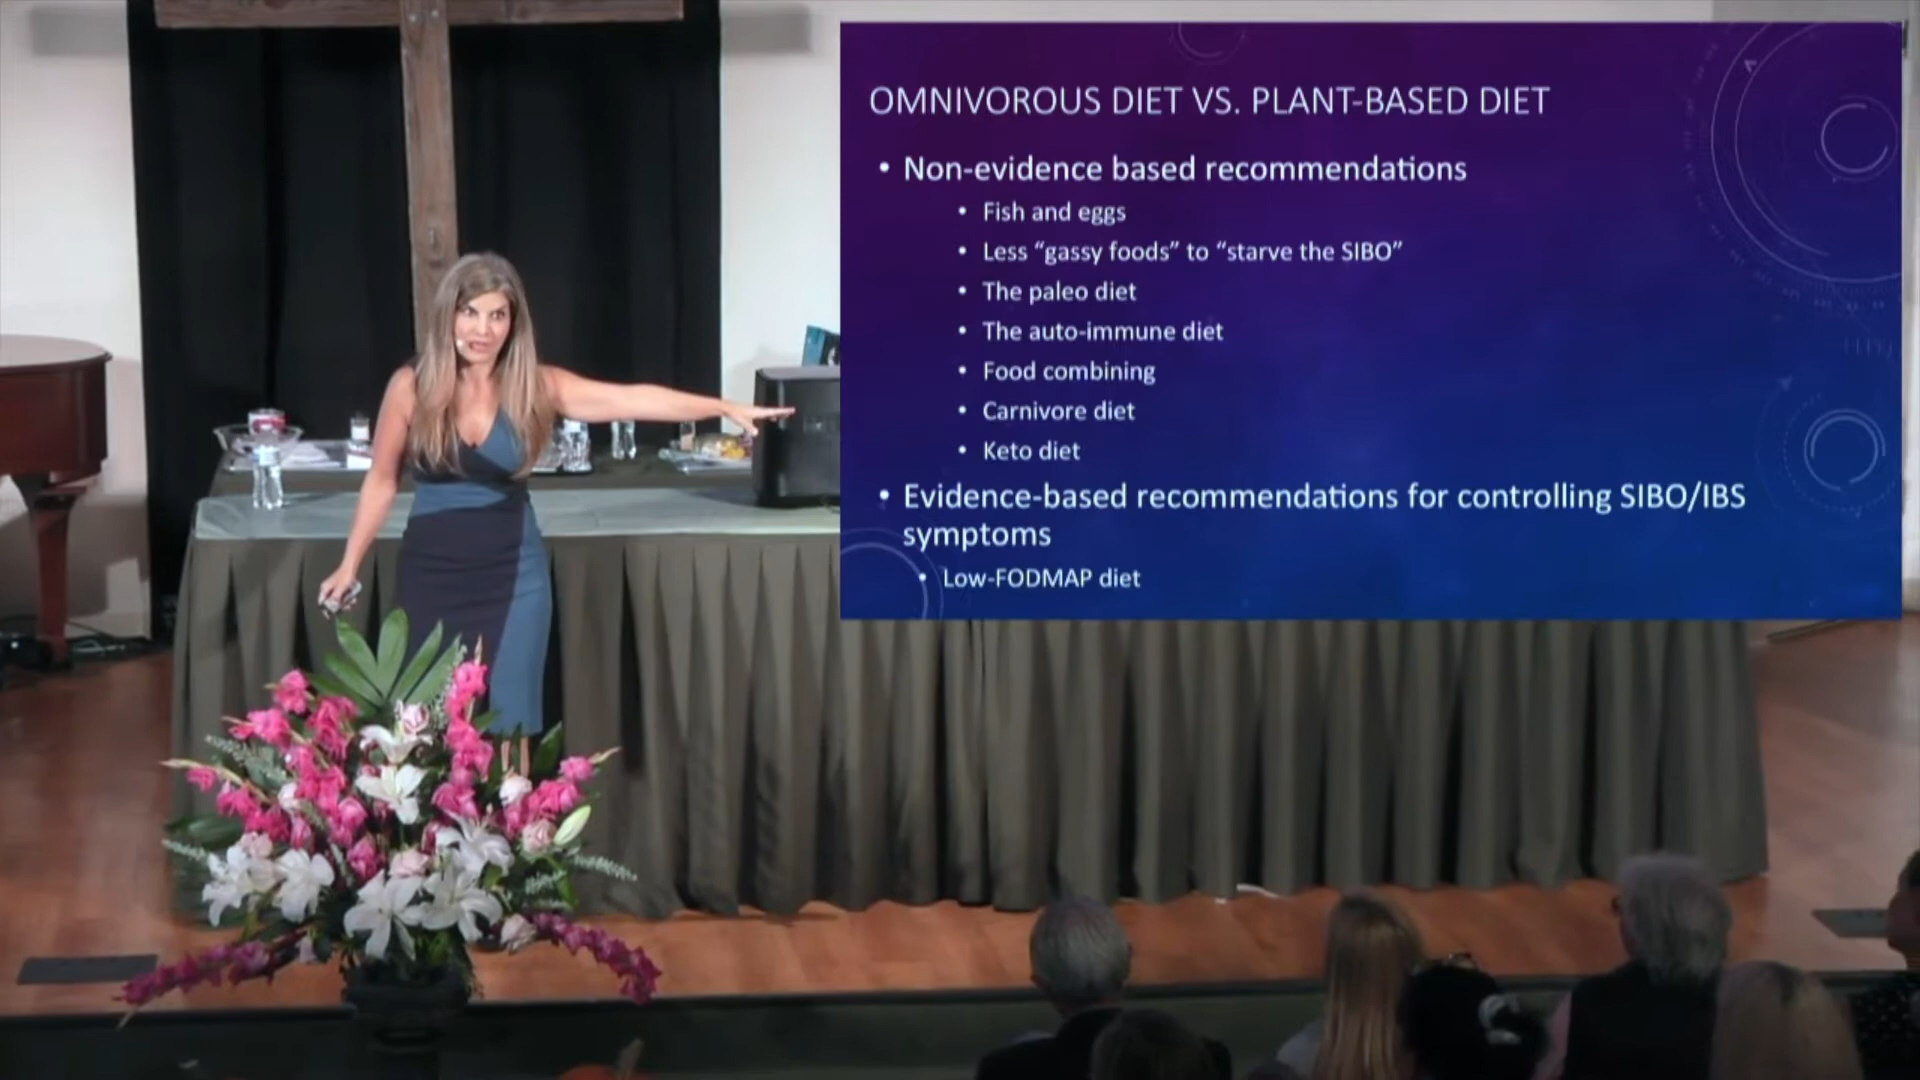 OMNIVOROUS DIET VS. PLANT-BASED DIET
• Non-evidence based recommendations
• Fish and eggs
• Less “gassy foods” to “starve the SIBO”
• The paleo diet
• The auto-immune diet
• Food combining
• Carnivore diet
• Keto diet
• Evidence-based recommendations for controlling SIBO/IBS
symptoms
• Low-FODMAP diet